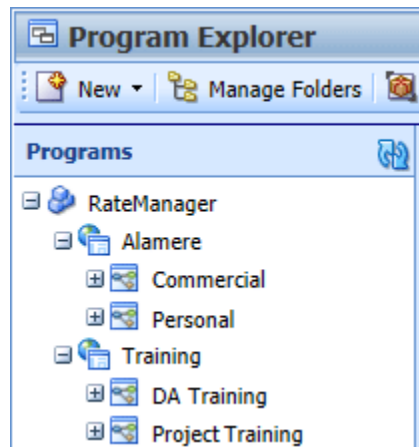 Program Explorer
New Manage Folders
Programs
RateManager
Alamere
Commercial
Personal
Training
DA Training
Project Training